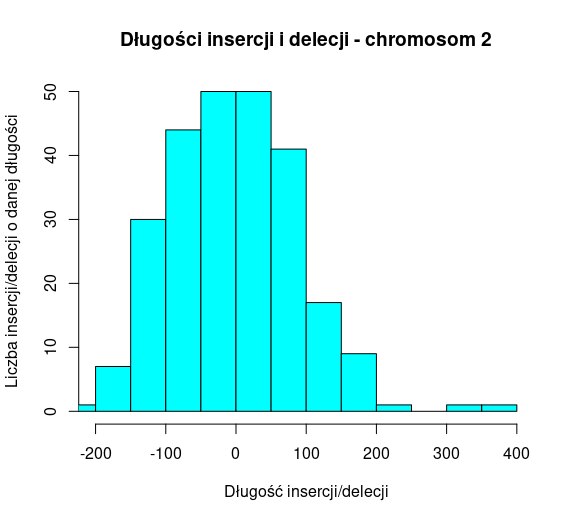 Długości insercji i delecji - chromosom 2
Liczba insercji/delecji o danej długości
50
40
30
20
10
0
-200 -100 0 100 200 300 400
Długość insercji/delecji